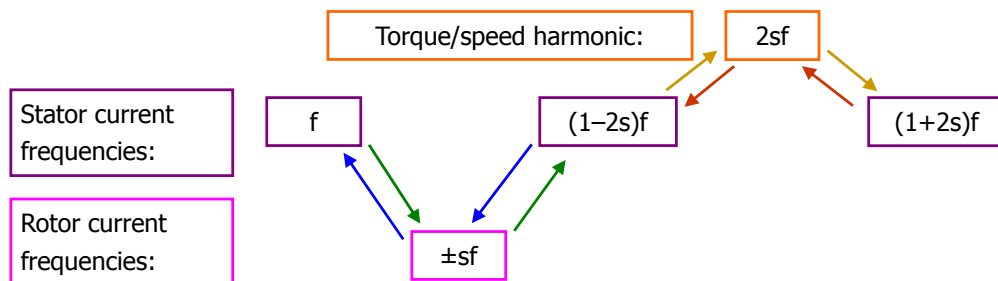 Torque/speed harmonic:
2sf
Stator current
frequencies:
f
(1–2s)f
(1+2s)f
Rotor current
frequencies:
±sf